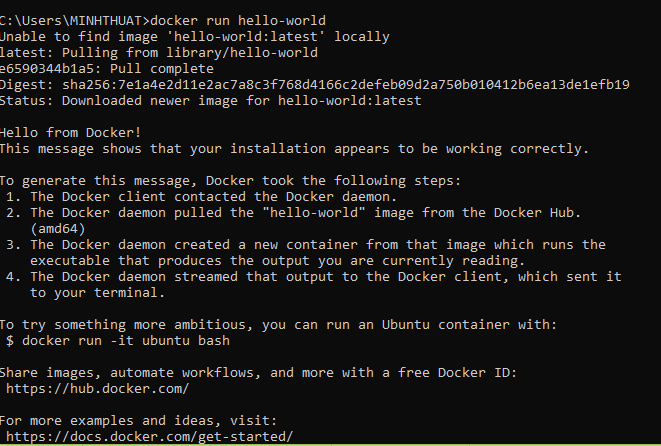 C:\Users\MINHTHUAT>docker run hello-world
Unable to find image 'hello-world:latest' locally
latest: Pulling from library/hello-world
e6590344b1a5: Pull complete
Digest: sha256:7e1a4e2d11e2ac7a8c3f768d4166c2defeb09d2a750b010412b6ea13de1efb19
Status: Downloaded newer image for hello-world:latest

Hello from Docker!
This message shows that your installation appears to be working correctly.

To generate this message, Docker took the following steps:
 1. The Docker client contacted the Docker daemon.
 2. The Docker daemon pulled the "hello-world" image from the Docker Hub.
    (amd64)
 3. The Docker daemon created a new container from that image which runs the
    executable that produces the output you are currently reading.
 4. The Docker daemon streamed that output to the Docker client, which sent it
    to your terminal.

To try something more ambitious, you can run an Ubuntu container with:
 $ docker run -it ubuntu bash

Share images, automate workflows, and more with a free Docker ID:
 https://hub.docker.com/

For more examples and ideas, visit:
 https://docs.docker.com/get-started/